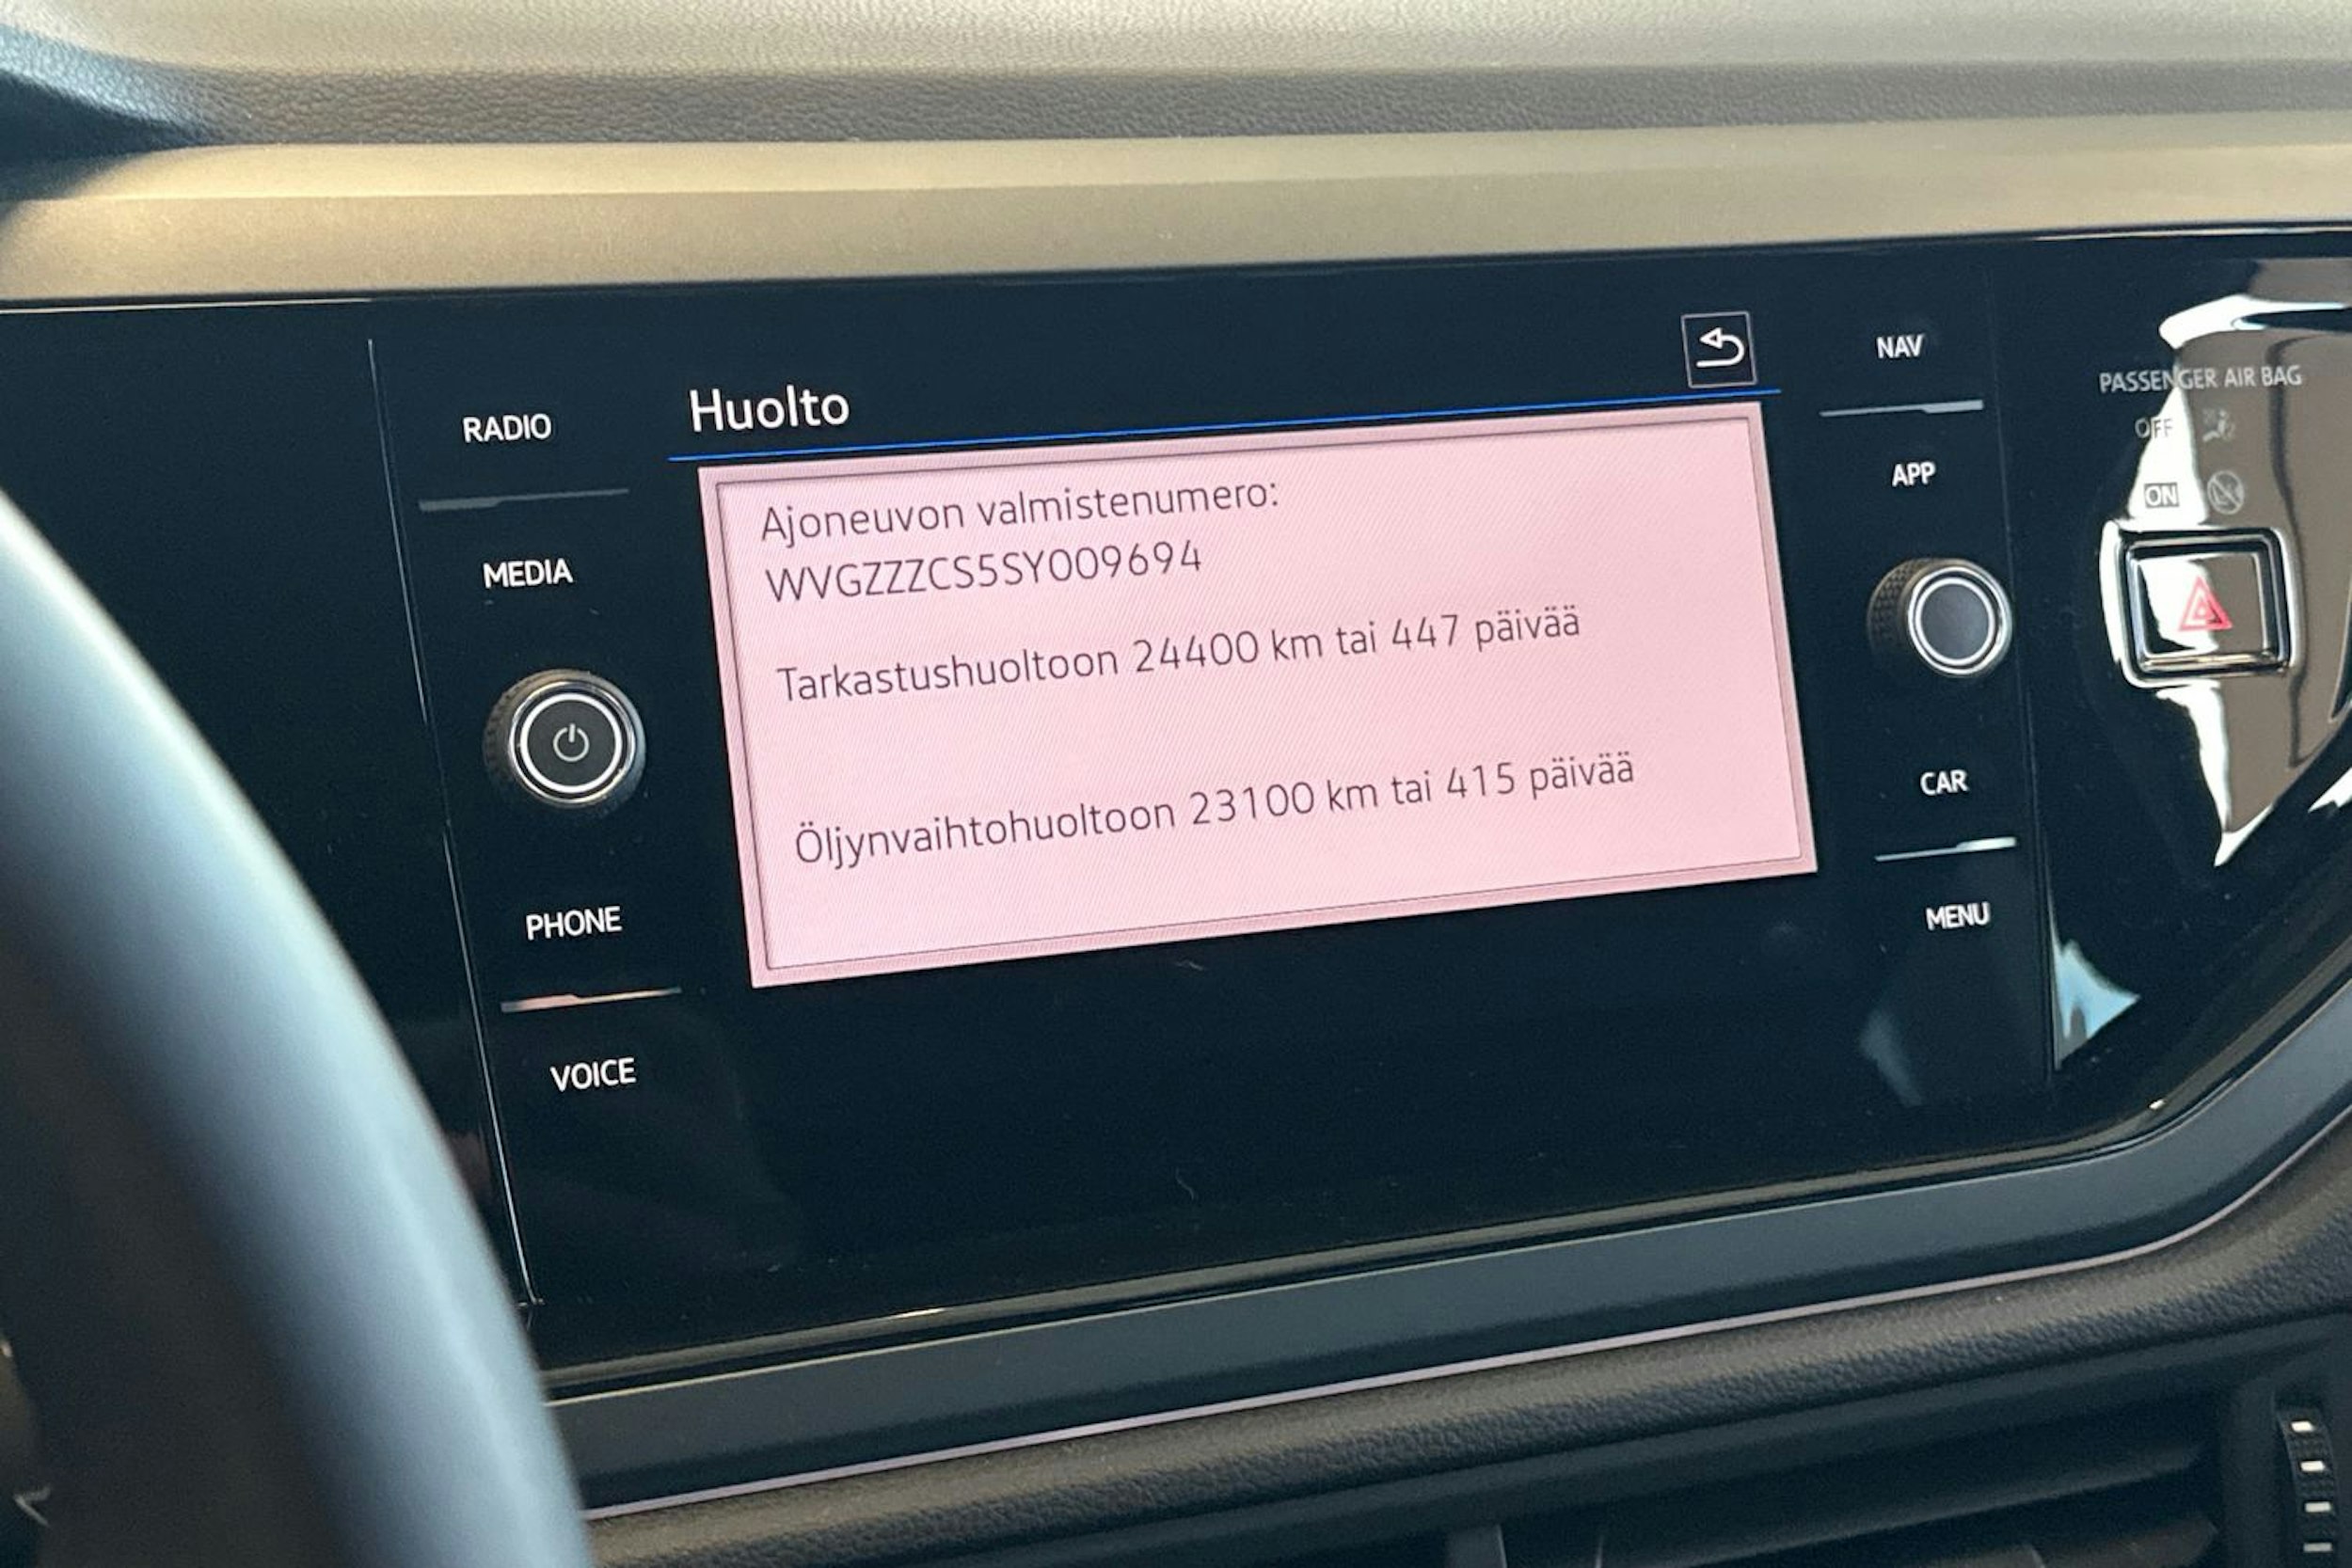 Huolto
Ajoneuvon valmistenumero:
WVGZZZCS5SY009694
Tarkastushuoltoon 24400 km tai 447 päivää
Öljynvaihtohuoltoon 23100 km tai 415 päivää
RADIO
MEDIA
PHONE
VOICE
NAV
APP
CAR
MENU
PASSENGER AIR BAG
OFF
ON